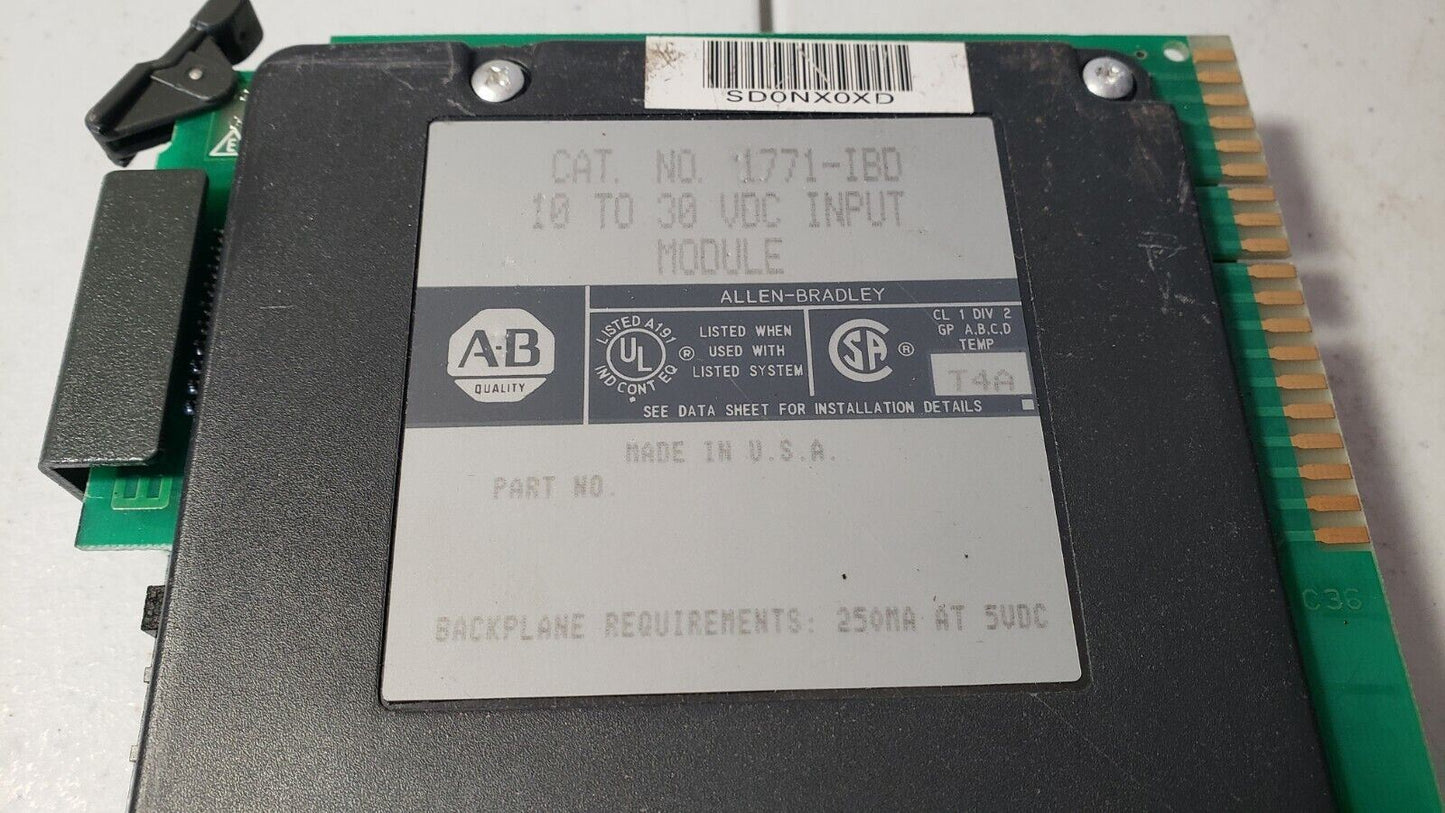 SD0NX0XD
CAT. NO. 1771-IBD
10 TO 30 VDC INPUT
MODULE
ALLEN-BRADLEY
A-B
QUALITY
LISTED A191
UL
IND CONT EQ
®
LISTED WHEN
USED WITH
LISTED SYSTEM
CSA
®
CL 1 DIV 2
GP A,B,C,D
TEMP
T4A
SEE DATA SHEET FOR INSTALLATION DETAILS
MADE IN U.S.A.
PART NO.
BACKPLANE REQUIREMENTS: 250MA AT 5VDC
C36